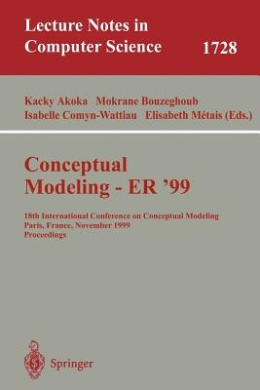 Lecture Notes in
Computer Science 1728
Kacky Akoka Mokrane Bouzeghoub
Isabelle Comyn-Wattiau Elisabeth Métais (Eds.)
Conceptual
Modeling - ER '99
18th International Conference on Conceptual Modeling
Paris, France, November 1999
Proceedings
Springer